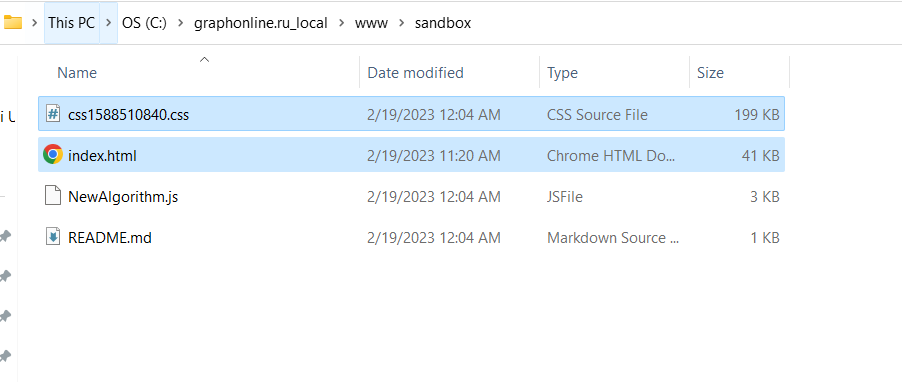 This PC > OS (C:) > graphonline.ru_local > www > sandbox
Name Date modified Type Size
css1588510840.css 2/19/2023 12:04 AM CSS Source File 199 KB
i U
index.html 2/19/2023 11:20 AM Chrome HTML Do... 41 KB
NewAlgorithm.js 2/19/2023 12:04 AM JSFile 3 KB
README.md 2/19/2023 12:04 AM Markdown Source ... 1 KB